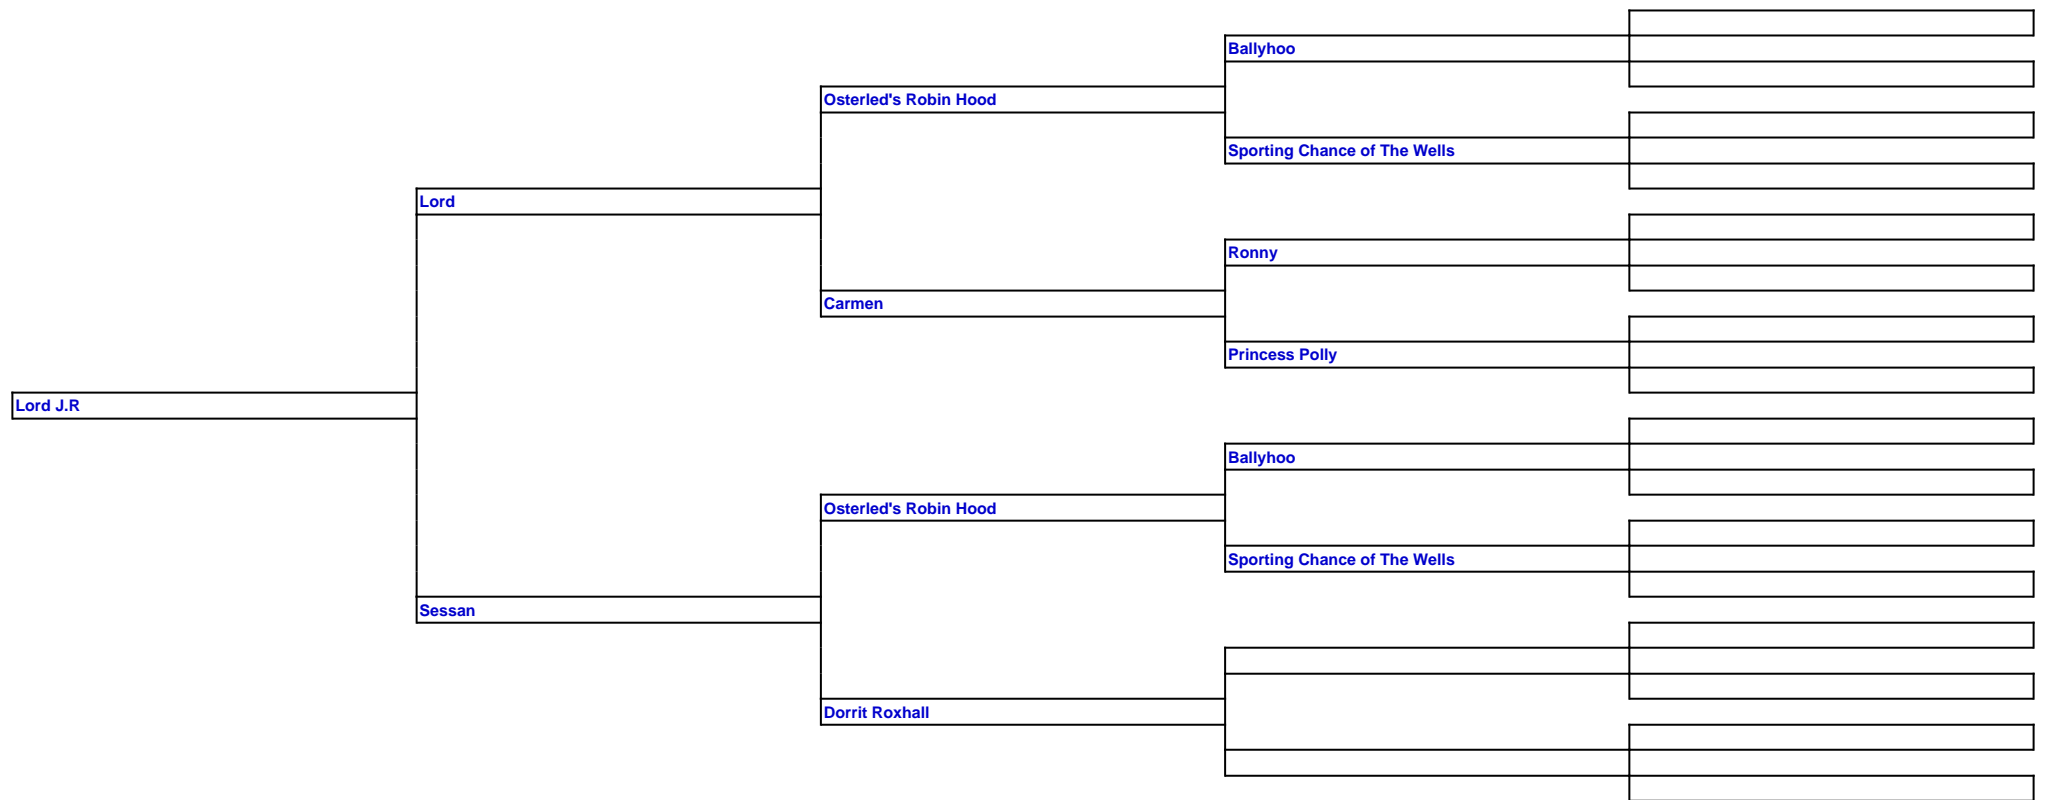 Ballyhoo
Osterled's Robin Hood
Sporting Chance of The Wells
Lord
Ronny
Carmen
Princess Polly
Lord J.R
Ballyhoo
Osterled's Robin Hood
Sporting Chance of The Wells
Sessan
Dorrit Roxhall